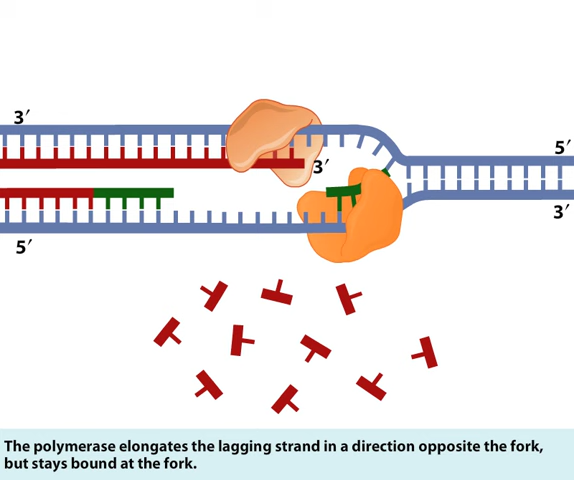 3′
5′
3′
3′
5′
The polymerase elongates the lagging strand in a direction opposite the fork,
but stays bound at the fork.